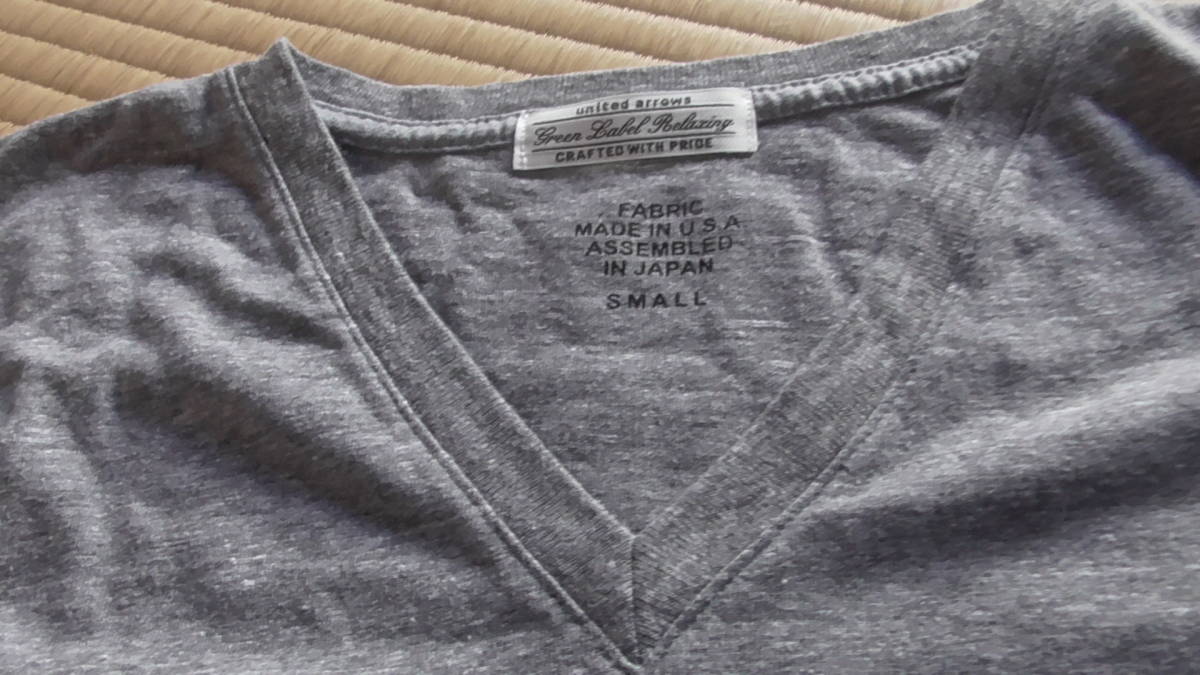 united arrows
Green Label Relaxing
CRAFTED WITH PRIDE
FABRIC
MADE IN U S A
ASSEMBLED
IN JAPAN
SMALL